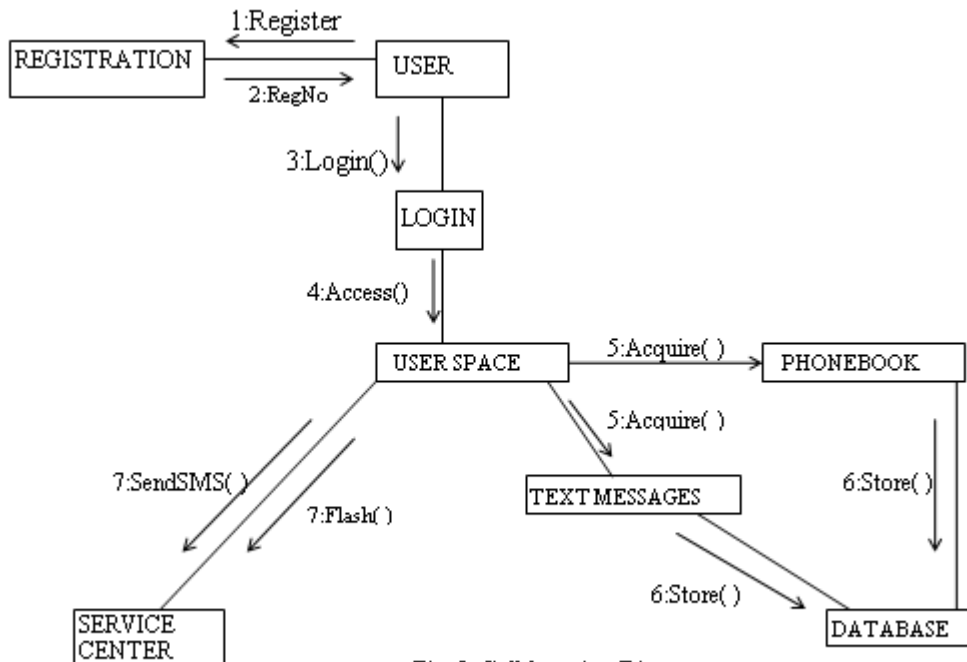 1:Register
REGISTRATION
USER
2:RegNo
3:Login()
LOGIN
4:Access()
USER SPACE
5:Acquire( )
PHONEBOOK
5:Acquire( )
7:SendSMS( )
TEXT MESSAGES
6:Store( )
7:Flash( )
6:Store( )
SERVICE
CENTER
DATABASE